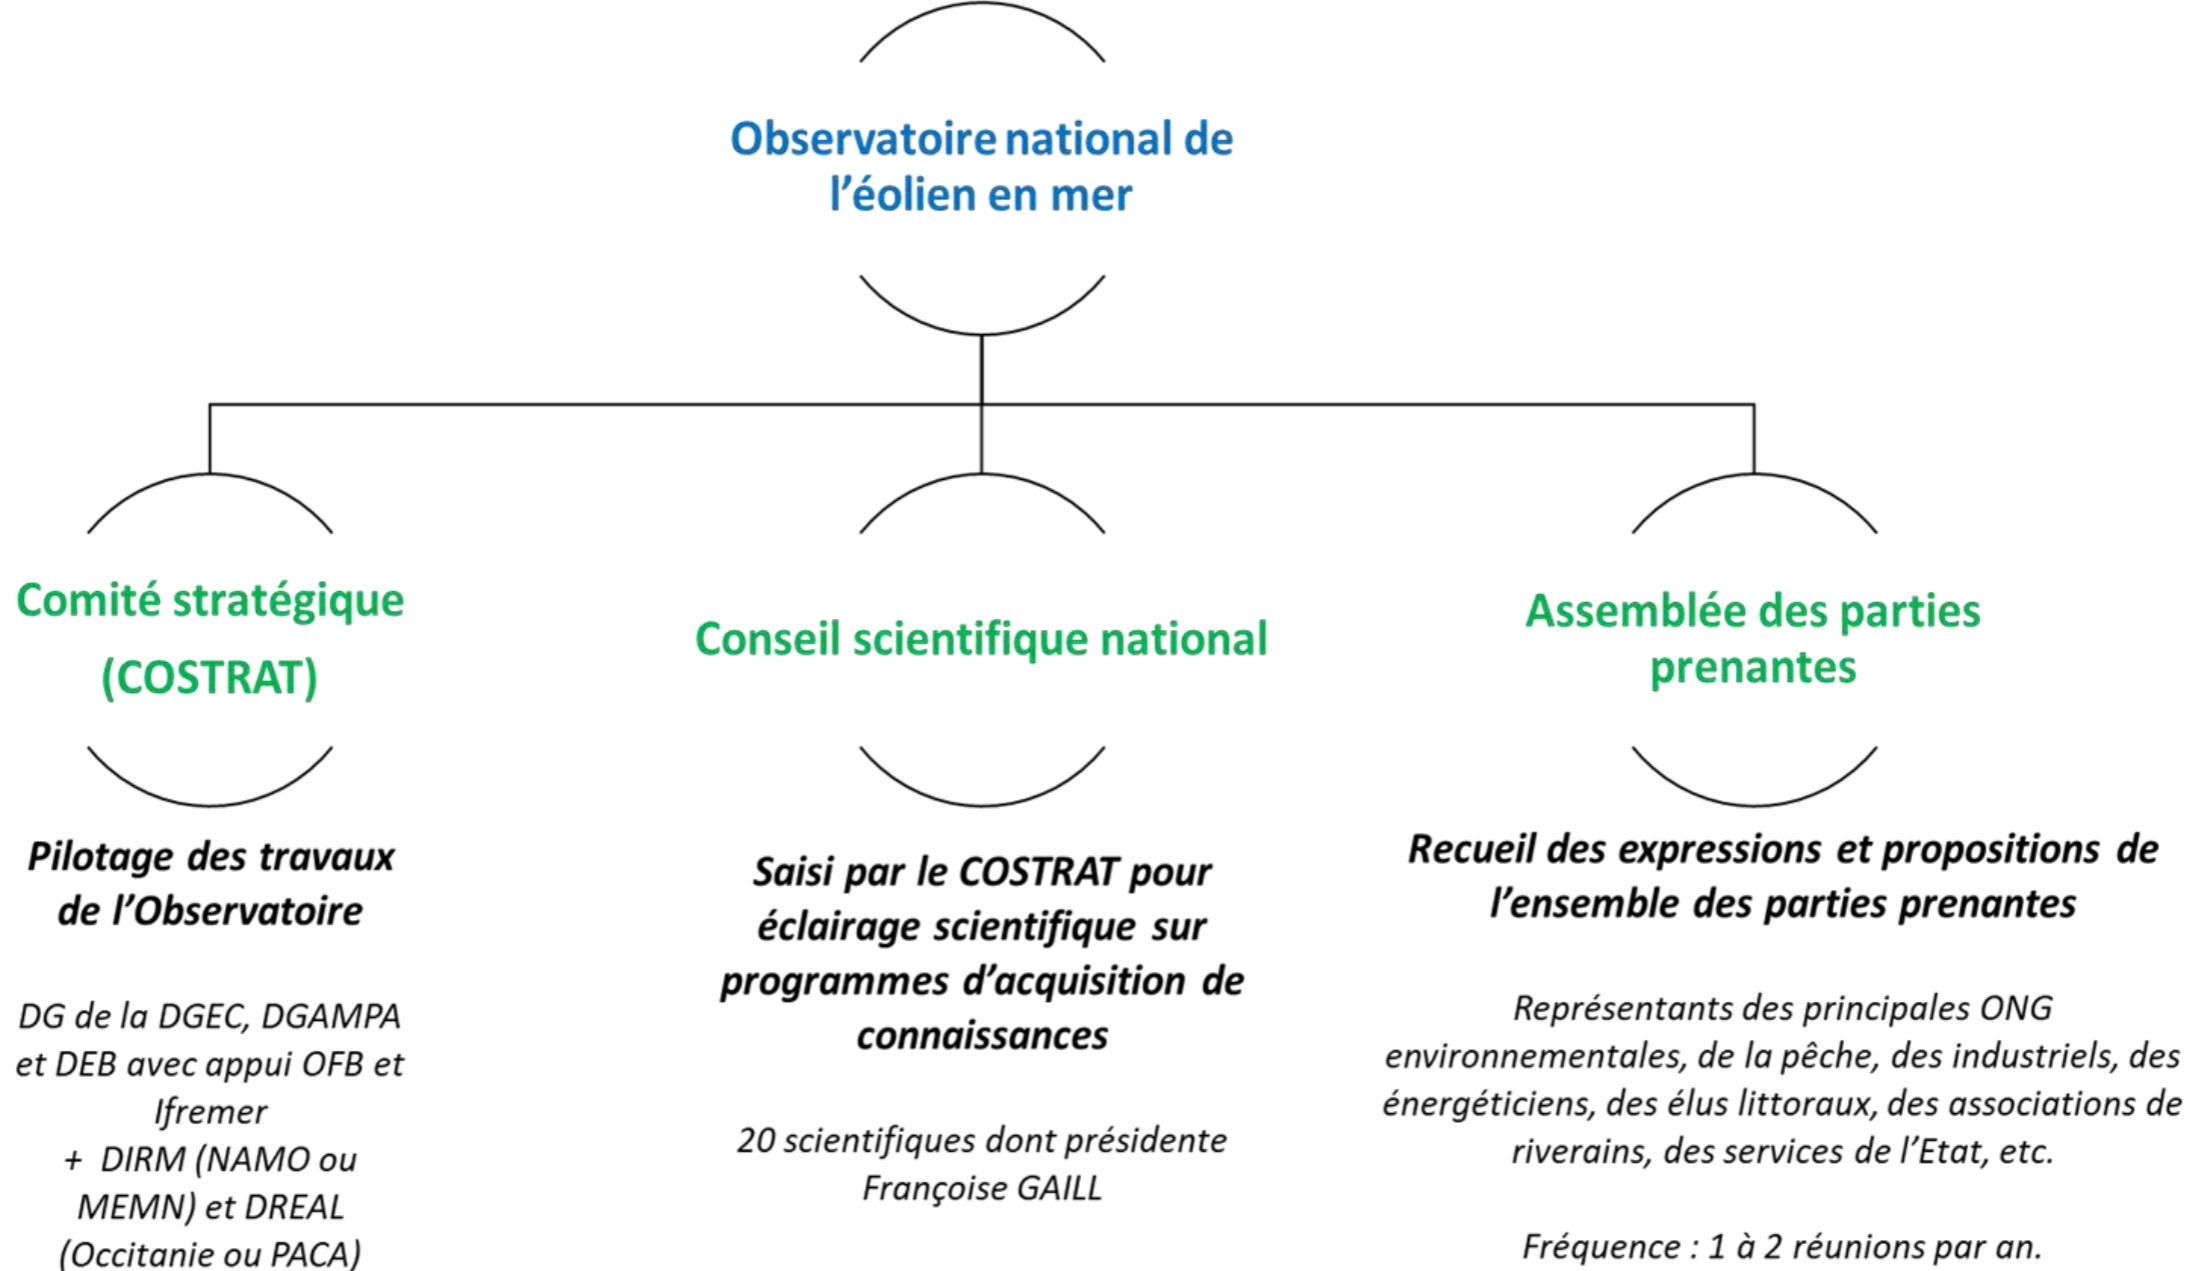 Observatoire national de
l’éolien en mer
Comité stratégique
(COSTRAT)
Pilotage des travaux
de l’Observatoire
DG de la DGEC, DGAMPA
et DEB avec appui OFB et
Ifremer
+ DIRM (NAMO ou
MEMN) et DREAL
(Occitanie ou PACA)
Conseil scientifique national
Saisi par le COSTRAT pour
éclairage scientifique sur
programmes d’acquisition de
connaissances
20 scientifiques dont présidente
Françoise GAILL
Assemblée des parties
prenantes
Recueil des expressions et propositions de
l’ensemble des parties prenantes
Représentants des principales ONG
environnementales, de la pêche, des industriels, des
énergéticiens, des élus littoraux, des associations de
riverains, des services de l’Etat, etc.
Fréquence : 1 à 2 réunions par an.